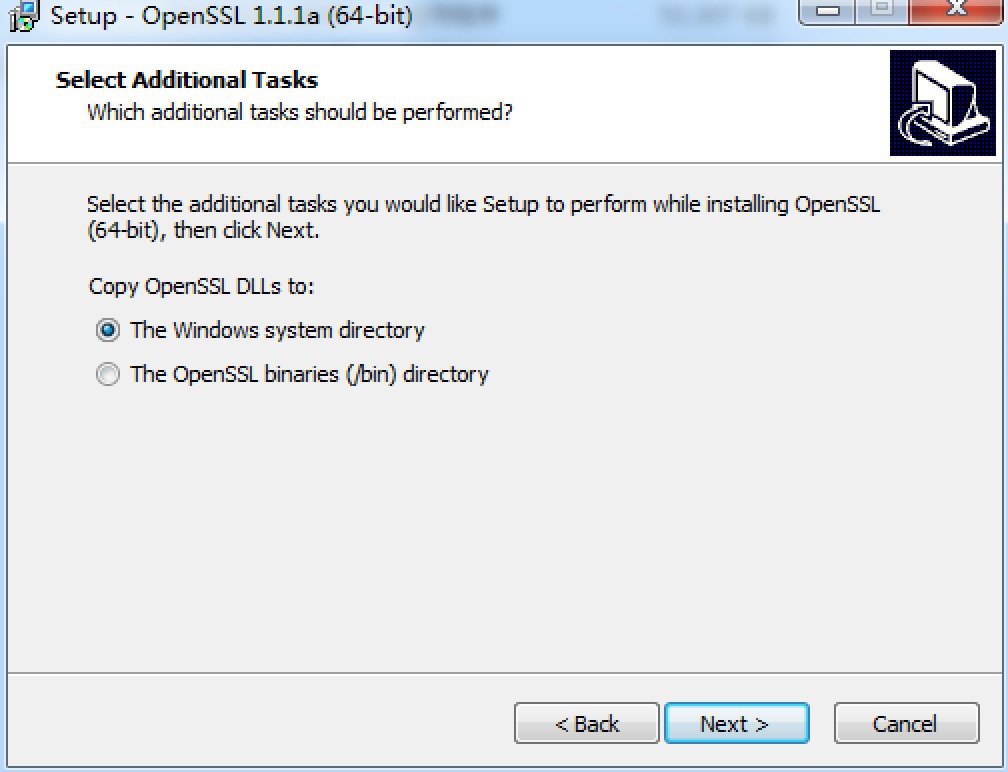 Setup - OpenSSL 1.1.1a (64-bit)
Select Additional Tasks
Which additional tasks should be performed?
Select the additional tasks you would like Setup to perform while installing OpenSSL
(64-bit), then click Next.
Copy OpenSSL DLLs to:
The Windows system directory
The OpenSSL binaries (/bin) directory
< Back
Next >
Cancel